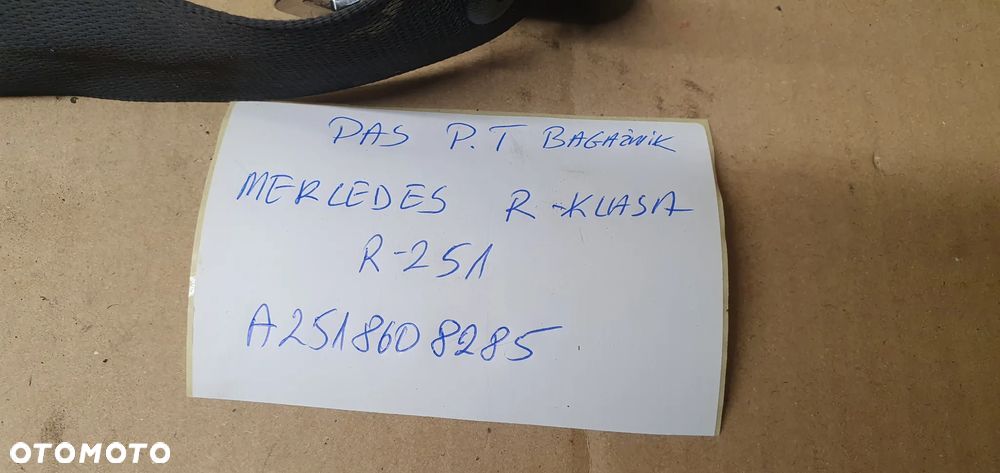 PAS P.T BAGAŻNIK
MERCEDES R-KLASA
R-251
A2518608285
OTOMOTO